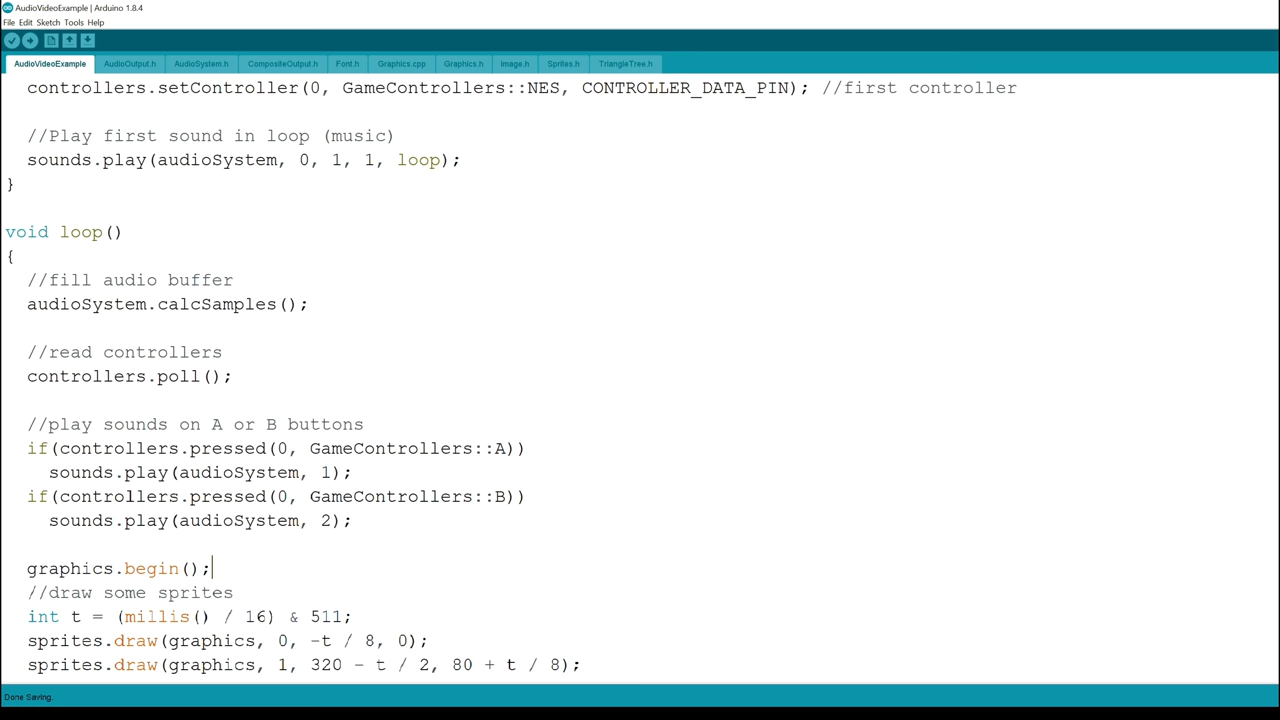 AudioVideoExample | Arduino 1.8.4
File Edit Sketch Tools Help
AudioVideoExample AudioOutput.h AudioSystem.h CompositeOutput.h Font.h Graphics.cpp Graphics.h Image.h Sprites.h TriangleTree.h
controllers.setController(0, GameControllers::NES, CONTROLLER_DATA_PIN); //first controller
//Play first sound in loop (music)
sounds.play(audioSystem, 0, 1, 1, loop);
}
void loop()
{
//fill audio buffer
audioSystem.calcSamples();
//read controllers
controllers.poll();
//play sounds on A or B buttons
if(controllers.pressed(0, GameControllers::A))
sounds.play(audioSystem, 1);
if(controllers.pressed(0, GameControllers::B))
sounds.play(audioSystem, 2);
graphics.begin();
//draw some sprites
int t = (millis() / 16) & 511;
sprites.draw(graphics, 0, -t / 8, 0);
sprites.draw(graphics, 1, 320 - t / 2, 80 + t / 8);
Done Saving.